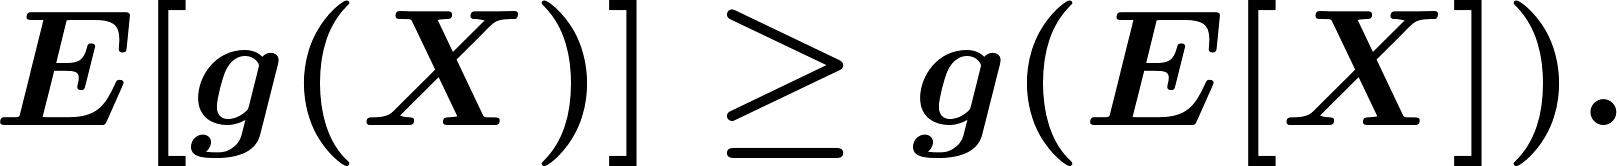 E[g(X)] ≥ g(E[X]).